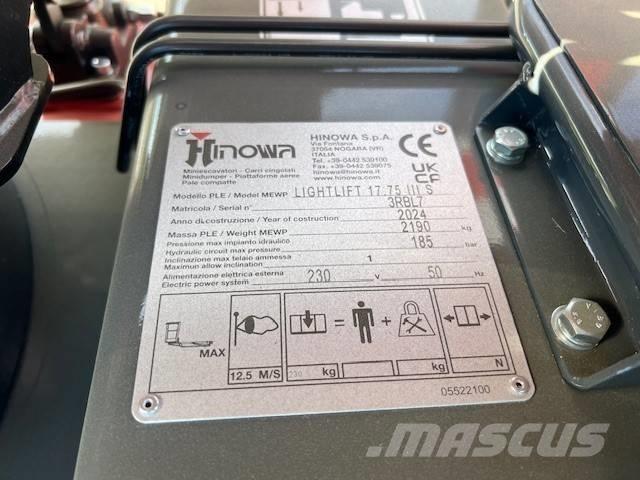 HINOWA
HINOWA S.p.A.
Via Fontana
37054 NOGARA (VR)
ITALIA
Tel. +39-0442 539100
Fax. +39-0442 539075
hinowa@hinowa.it
www.hinowa.com
CE
UK
CA
Miniescavatori - Carri cingolati
Minidumper - Piattaforme aeree
Pale compatte
Modello PLE / Model MEWP LIGHTLIFT 17.75 III S
Matricola / Serial n° 3RBL7
Anno di costruzione / Year of costruction 2024
Massa PLE / Weight MEWP 2190 kg
Pressione max impianto idraulico
Hydraulic circuit max pressure 185 bar
Inclinazione max telaio ammessa
Maximun allow inclination 1
Alimentazione elettrica esterna
Electric power system 230 V 50 Hz
MAX
12.5 M/S
230 kg
kg
N
05522100
MASCUS